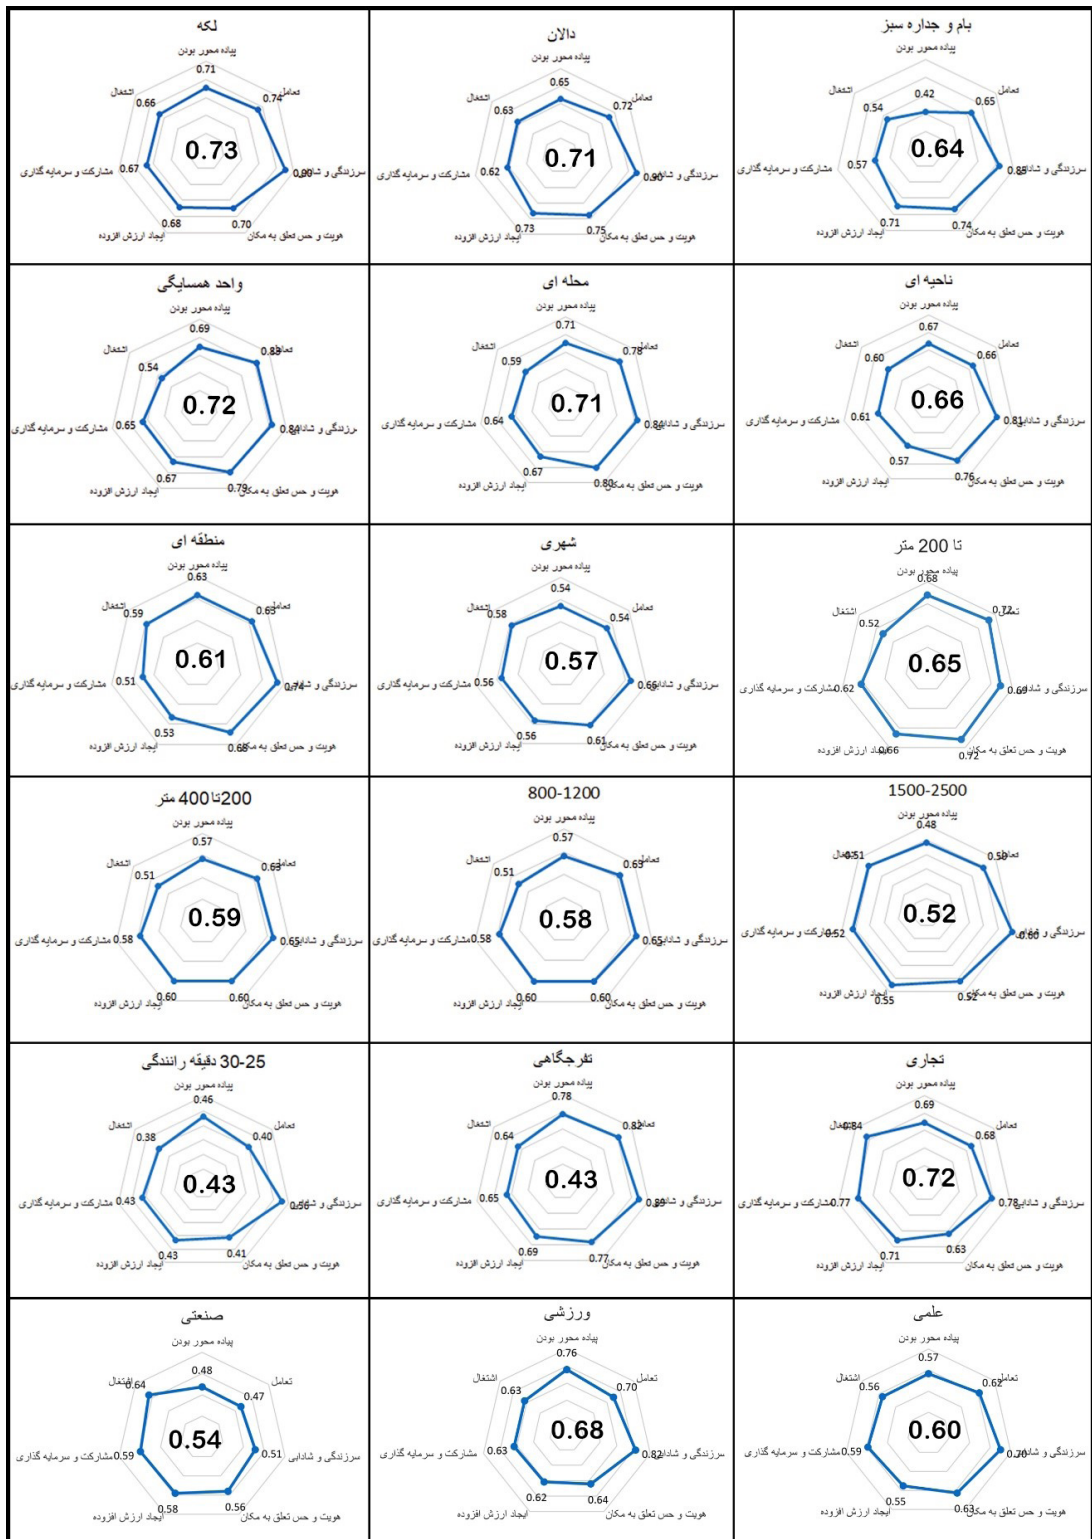 لکه
پیاده محور بودن
0.71
تعامل
0.74
سرزندگی و شادابی
0.90
هویت و حس تعلق به مکان
0.70
ایجاد ارزش افزوده
0.68
مشارکت و سرمایه گذاری
0.67
اشتغال
0.66
0.73
دالان
پیاده محور بودن
0.65
تعامل
0.72
سرزندگی و شادابی
0.90
هویت و حس تعلق به مکان
0.75
ایجاد ارزش افزوده
0.73
مشارکت و سرمایه گذاری
0.62
اشتغال
0.63
0.71
بام و جداره سبز
پیاده محور بودن
0.42
تعامل
0.65
سرزندگی و شادابی
0.85
هویت و حس تعلق به مکان
0.74
ایجاد ارزش افزوده
0.71
مشارکت و سرمایه گذاری
0.57
اشتغال
0.54
0.64
واحد همسایگی
پیاده محور بودن
0.69
تعامل
0.83
سرزندگی و شادابی
0.84
هویت و حس تعلق به مکان
0.79
ایجاد ارزش افزوده
0.67
مشارکت و سرمایه گذاری
0.65
اشتغال
0.54
0.72
محله ای
پیاده محور بودن
0.71
تعامل
0.78
سرزندگی و شادابی
0.84
هویت و حس تعلق به مکان
0.80
ایجاد ارزش افزوده
0.67
مشارکت و سرمایه گذاری
0.64
اشتغال
0.59
0.71
ناحیه ای
پیاده محور بودن
0.67
تعامل
0.66
سرزندگی و شادابی
0.81
هویت و حس تعلق به مکان
0.76
ایجاد ارزش افزوده
0.57
مشارکت و سرمایه گذاری
0.61
اشتغال
0.60
0.66
منطقه ای
پیاده محور بودن
0.63
تعامل
0.63
سرزندگی و شادابی
0.74
هویت و حس تعلق به مکان
0.68
ایجاد ارزش افزوده
0.53
مشارکت و سرمایه گذاری
0.51
اشتغال
0.59
0.61
شهری
پیاده محور بودن
0.54
تعامل
0.54
سرزندگی و شادابی
0.66
هویت و حس تعلق به مکان
0.61
ایجاد ارزش افزوده
0.56
مشارکت و سرمایه گذاری
0.56
اشتغال
0.58
0.57
تا 200 متر
پیاده محور بودن
0.68
تعامل
0.72
سرزندگی و شادابی
0.69
هویت و حس تعلق به مکان
0.72
ایجاد ارزش افزوده
0.66
مشارکت و سرمایه گذاری
0.62
اشتغال
0.52
0.65
200تا400 متر
پیاده محور بودن
0.57
تعامل
0.63
سرزندگی و شادابی
0.65
هویت و حس تعلق به مکان
0.60
ایجاد ارزش افزوده
0.60
مشارکت و سرمایه گذاری
0.58
اشتغال
0.51
0.59
800-1200
پیاده محور بودن
0.57
تعامل
0.63
سرزندگی و شادابی
0.65
هویت و حس تعلق به مکان
0.60
ایجاد ارزش افزوده
0.60
مشارکت و سرمایه گذاری
0.58
اشتغال
0.51
0.58
1500-2500
پیاده محور بودن
0.48
تعامل
0.50
سرزندگی و شادابی
0.60
هویت و حس تعلق به مکان
0.52
ایجاد ارزش افزوده
0.55
مشارکت و سرمایه گذاری
0.52
اشتغال
0.51
0.52
30-25 دقیقه رانندگی
پیاده محور بودن
0.46
تعامل
0.40
سرزندگی و شادابی
0.56
هویت و حس تعلق به مکان
0.41
ایجاد ارزش افزوده
0.43
مشارکت و سرمایه گذاری
0.43
اشتغال
0.38
0.43
تفرجگاهی
پیاده محور بودن
0.78
تعامل
0.82
سرزندگی و شادابی
0.89
هویت و حس تعلق به مکان
0.77
ایجاد ارزش افزوده
0.69
مشارکت و سرمایه گذاری
0.65
اشتغال
0.64
0.43
تجاری
پیاده محور بودن
0.69
تعامل
0.68
سرزندگی و شادابی
0.78
هویت و حس تعلق به مکان
0.63
ایجاد ارزش افزوده
0.71
مشارکت و سرمایه گذاری
0.77
اشتغال
0.84
0.72
صنعتی
پیاده محور بودن
0.48
تعامل
0.47
سرزندگی و شادابی
0.51
هویت و حس تعلق به مکان
0.56
ایجاد ارزش افزوده
0.58
مشارکت و سرمایه گذاری
0.59
اشتغال
0.64
0.54
ورزشی
پیاده محور بودن
0.76
تعامل
0.70
سرزندگی و شادابی
0.82
هویت و حس تعلق به مکان
0.64
ایجاد ارزش افزوده
0.62
مشارکت و سرمایه گذاری
0.63
اشتغال
0.63
0.68
علمی
پیاده محور بودن
0.57
تعامل
0.62
سرزندگی و شادابی
0.70
هویت و حس تعلق به مکان
0.63
ایجاد ارزش افزوده
0.55
مشارکت و سرمایه گذاری
0.59
اشتغال
0.56
0.60